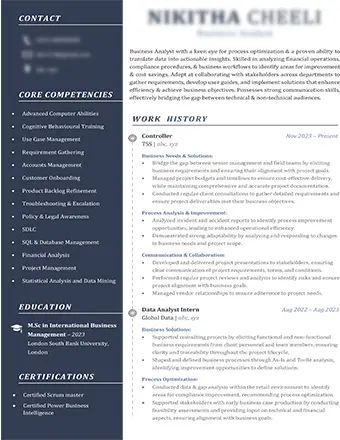 CONTACT
CORE COMPETENCIES
Advanced Computer Abilities
Cognitive Behavioural Training
Use Case Management
Requirement Gathering
Accounts Management
Customer Onboarding
Product Backlog Refinement
Troubleshooting & Escalation
Policy & Legal Awareness
SDLC
SQL & Database Management
Financial Analysis
Project Management
Statistical Analysis and Data Mining
EDUCATION
M.Sc in International Business
Management - 2023
London South Bank University,
London
CERTIFICATIONS
Certified Scrum master
Certified Power Business
Intelligence
NIKITHA CHEELI
Business Analyst
Business Analyst with a keen eye for process optimization & a proven ability to
translate data into actionable insights. Skilled in analyzing financial operations,
compliance procedures, & business workflows to identify areas for improvement
& cost savings. Adept at collaborating with stakeholders across departments to
gather requirements, develop user guides, and implement solutions that enhance
efficiency & achieve business objectives. Possesses strong communication skills,
effectively bridging the gap between technical & non-technical audiences.
WORK HISTORY
Controller Nov 2023 – Present
TSS | abc, xyz
Business Needs & Solutions:
Bridge the gap between senior management and field teams by eliciting
business requirements and ensuring their alignment with project goals.
Managed project budgets and timelines to ensure cost-effective delivery,
while maintaining comprehensive and accurate project documentation.
Conducted regular client consultations to gather detailed requirements and
ensure project deliverables met their business objectives.
Process Analysis & Improvement:
Analyzed incident and accident reports to identify process improvement
opportunities, leading to enhanced operational efficiency.
Demonstrated strong adaptability by analyzing and responding to changes
in business needs and project scope.
Communication & Collaboration:
Developed and delivered project presentations to stakeholders, ensuring
clear communication of project requirements, terms, and conditions.
Performed regular project reviews and analysis to identify risks and ensure
project alignment with business goals.
Managed vendor relationships to ensure adherence to project needs.
Data Analyst Intern Aug 2022 – Aug 2023
Global Data | abc, xyz
Business Solutions:
Supported consulting projects by eliciting functional and non-functional
business requirements from client personnel and team members, ensuring
clarity and traceability throughout the project lifecycle.
Shaped and defined business processes through As-Is and To-Be analysis,
identifying improvement opportunities to define solutions.
Process Optimization:
Conducted data & gap analysis within the retail environment to identify
areas for compliance improvement, recommending process optimization.
Supported stakeholders with early business case production by conducting
feasibility assessments and providing input on technical and financial
aspects, ensuring alignment with business needs.